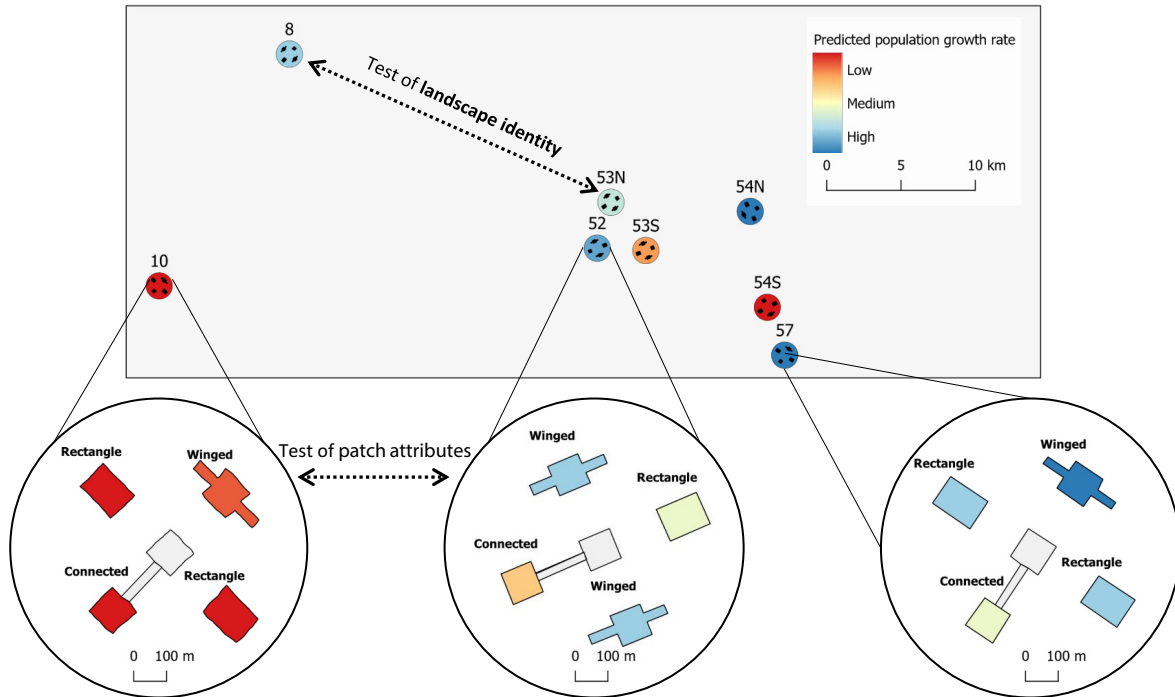 8
Predicted population growth rate
Low
Medium
High
0 5 10 km
Test of landscape identity
53N
54N
52
53S
10
54S
57
Test of patch attributes
Rectangle
Winged
Connected
Rectangle
0 100 m
Winged
Rectangle
Connected
Winged
0 100 m
Winged
Rectangle
Rectangle
Connected
0 100 m